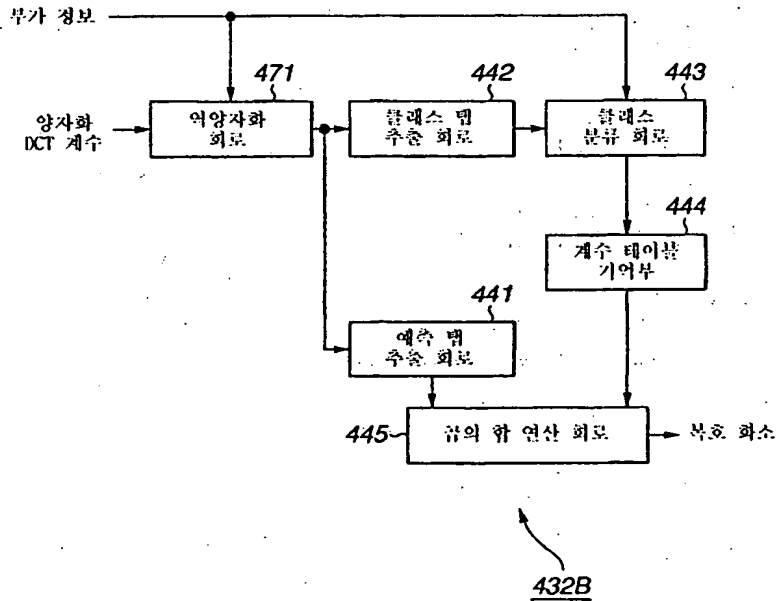 부가 정보
471
442
443
양자화
DCT 계수
역양자화
회로
클래스 탭
추출 회로
클래스
분류 회로
444
계수 테이블
기억부
441
예측 탭
추출 회로
445
곱의 합 연산 회로
복호 화소
432B